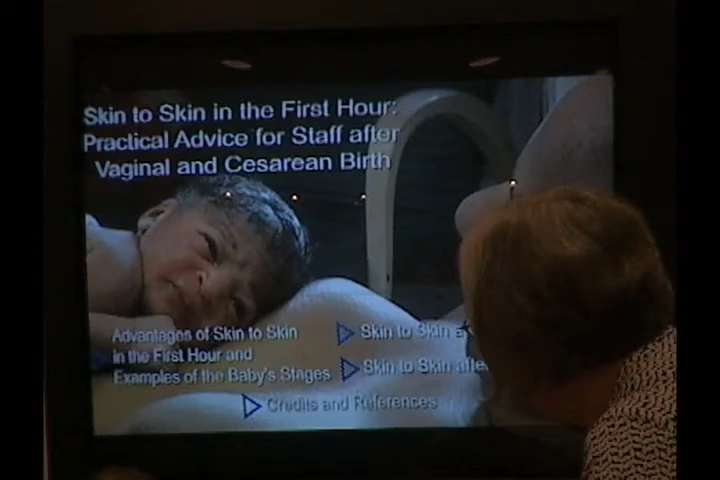 Skin to Skin in the First Hour:
Practical Advice for Staff after
Vaginal and Cesarean Birth
Advantages of Skin to Skin
in the First Hour and
Examples of the Baby's Stages
Skin to Skin a
Skin to Skin afte
Credits and References